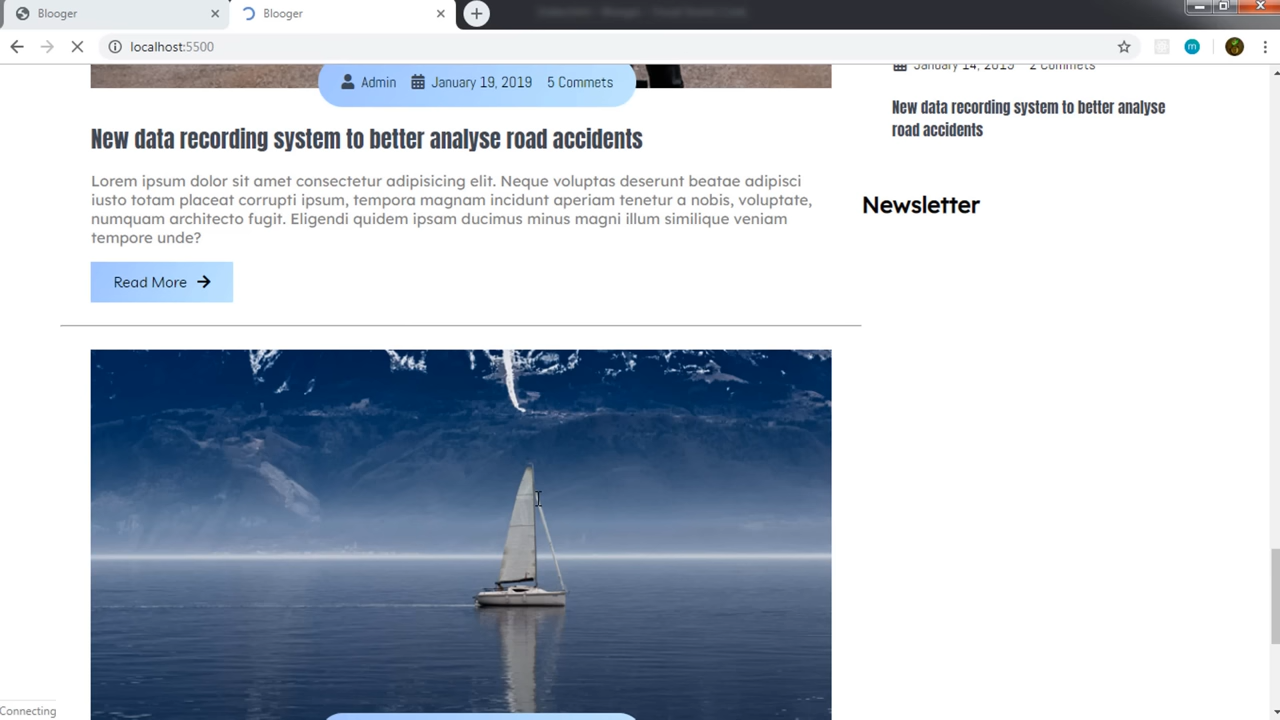 Blooger
Blooger
localhost:5500
Admin January 19, 2019 5 Commets
January 14, 2019 2 Commets
New data recording system to better analyse road accidents
Lorem ipsum dolor sit amet consectetur adipisicing elit. Neque voluptas deserunt beatae adipisci
iusto totam placeat corrupti ipsum, tempora magnam incidunt aperiam tenetur a nobis, voluptate,
numquam architecto fugit. Eligendi quidem ipsam ducimus minus magni illum similique veniam
tempore unde?
Read More
New data recording system to better analyse
road accidents
Newsletter
Connecting